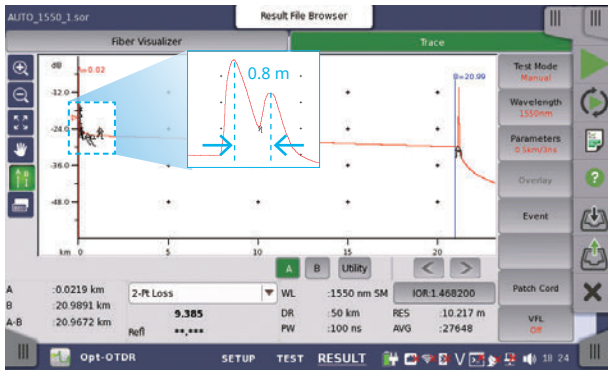 AUTO_1550_1.sor
Result File Browser
Fiber Visualizer
Trace
dB
A=0.02
B=20.99
-12.0
-24.0
-36.0
-48.0
km 0 5 10 15 20
0.8 m
Test Mode
Manual
Wavelength
1550nm
Parameters
0.5km/3ns
Overlay
Event
Patch Cord
VFL
Off
A B Utility < >
A :0.0219 km
B :20.9891 km
A-B :20.9672 km
2-Pt Loss
9.385
Refl **.***
WL :1550 nm SM
IOR:1.468200
DR :50 km RES :10.217 m
PW :100 ns AVG :27648
Opt-OTDR
SETUP TEST RESULT
18 24